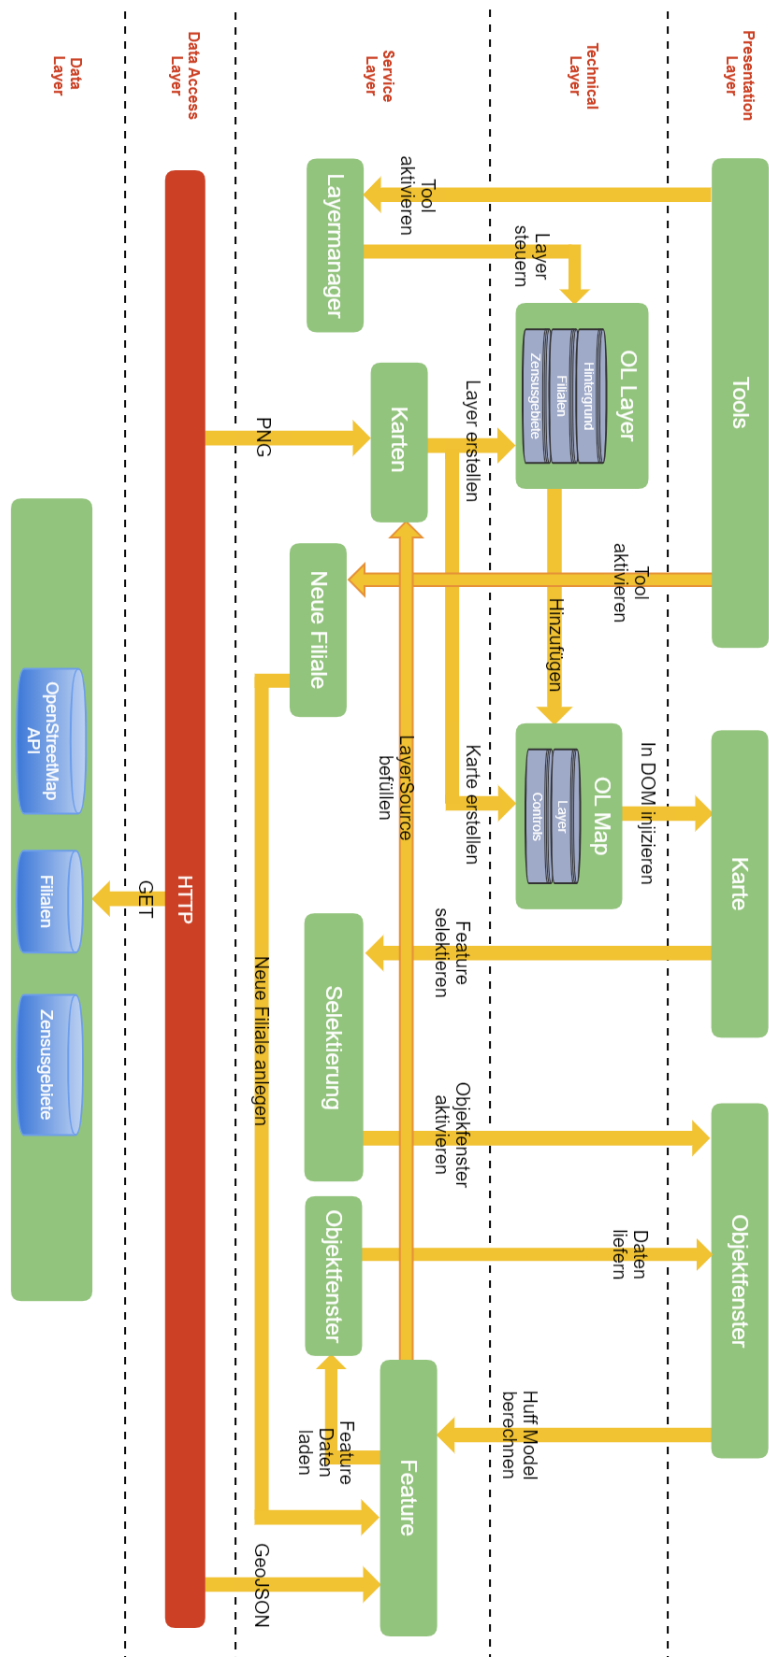 Presentation
Layer
Tools
Karte
Objektfenster
Technical
Layer
OL Layer
Hintergrund
Filialen
Zensusgebiete
OL Map
Layer
Controls
Tool
aktivieren
Layer
steuern
Layer erstellen
Tool
aktivieren
Hinzufügen
Karte erstellen
In DOM injizieren
Feature
selektieren
Objekfenster
aktivieren
Daten
liefern
Huff Model
berechnen
Service
Layer
Layermanager
Karten
Neue Filiale
LayerSource
befüllen
Selektierung
Objektfenster
Feature
Daten
laden
Feature
PNG
Neue Filiale anlegen
GeoJSON
Data Access
Layer
HTTP
GET
Data
Layer
OpenStreetMap
API
Filialen
Zensusgebiete